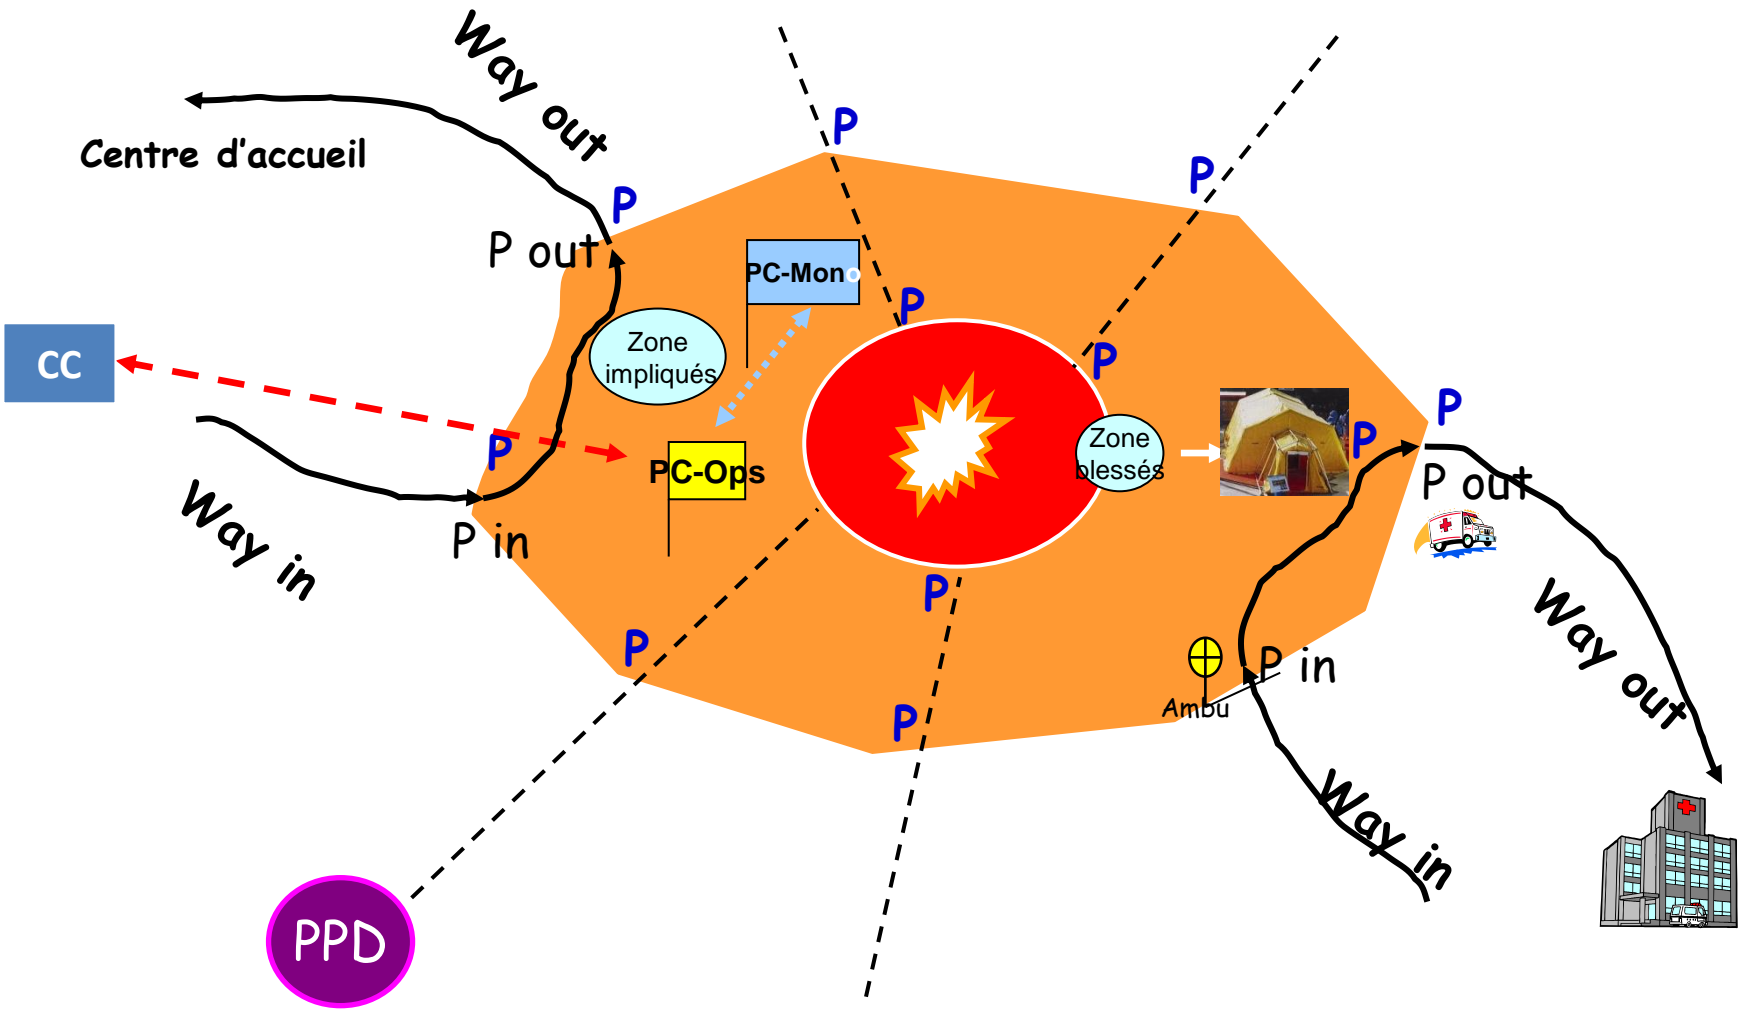 Way out
P
Centre d'accueil
P
P
P out
PC-Mono
P
Zone
impliqués
P
CC
P
Zone
blessés
P
P
P
PC-Ops
P out
Way in
P in
P
Way out
P
P in
Ambu
P
Way in
PPD